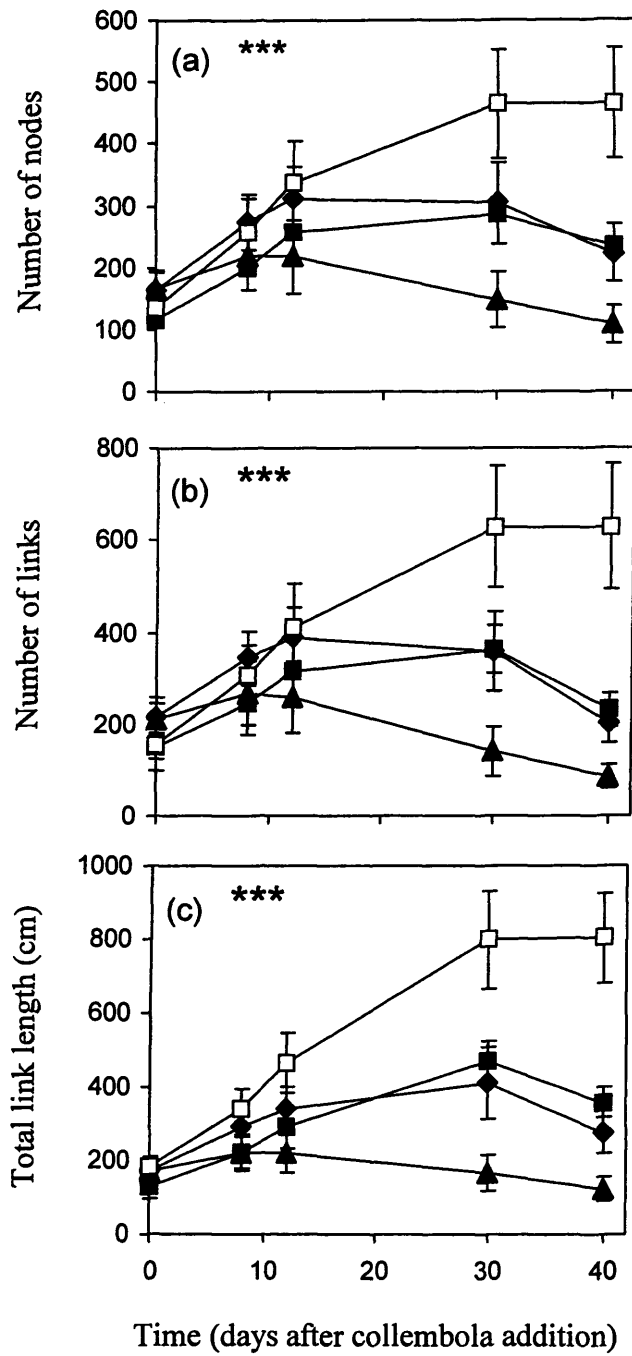 600
500
400
300
200
100
0
Number of nodes
(a) ***
800
600
400
200
0
Number of links
(b) ***
1000
800
600
400
200
0
Total link length (cm)
(c) ***
0 10 20 30 40
Time (days after collembola addition)